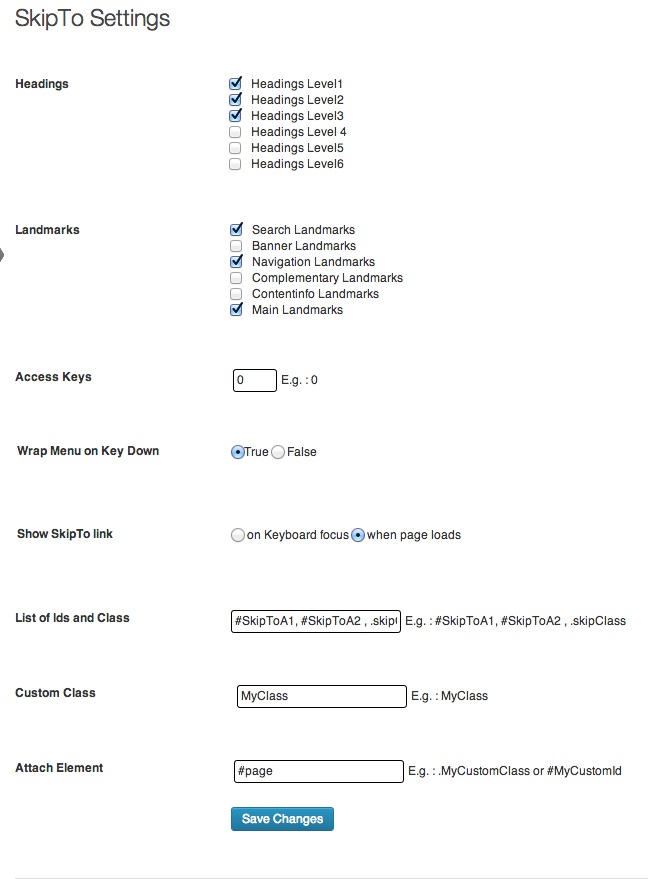 SkipTo Settings
Headings
Headings Level1
Headings Level2
Headings Level3
Headings Level 4
Headings Level5
Headings Level6
Landmarks
Search Landmarks
Banner Landmarks
Navigation Landmarks
Complementary Landmarks
Contentinfo Landmarks
Main Landmarks
Access Keys 0 E.g. : 0
Wrap Menu on Key Down True False
Show SkipTo link on Keyboard focus when page loads
List of Ids and Class #SkipToA1, #SkipToA2 , .skip E.g. : #SkipToA1, #SkipToA2 , .skipClass
Custom Class MyClass E.g. : MyClass
Attach Element #page E.g. : .MyCustomClass or #MyCustomId
Save Changes